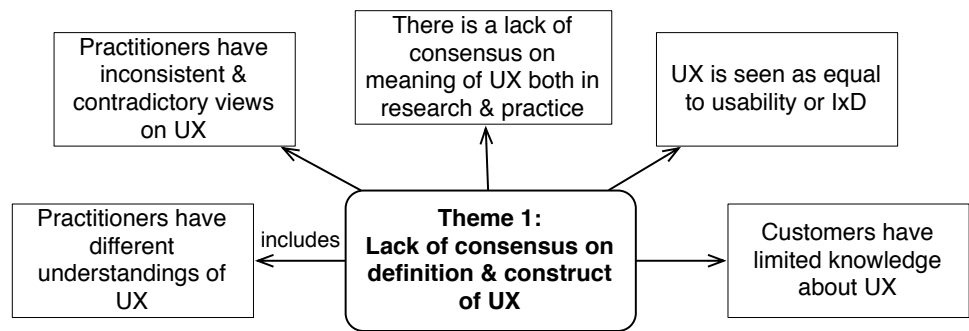 Practitioners have
inconsistent &
contradictory views
on UX
There is a lack of
consensus on
meaning of UX both in
research & practice
UX is seen as equal
to usability or IxD
Practitioners have
different
understandings of
UX
includes
Theme 1:
Lack of consensus on
definition & construct
of UX
Customers have
limited knowledge
about UX